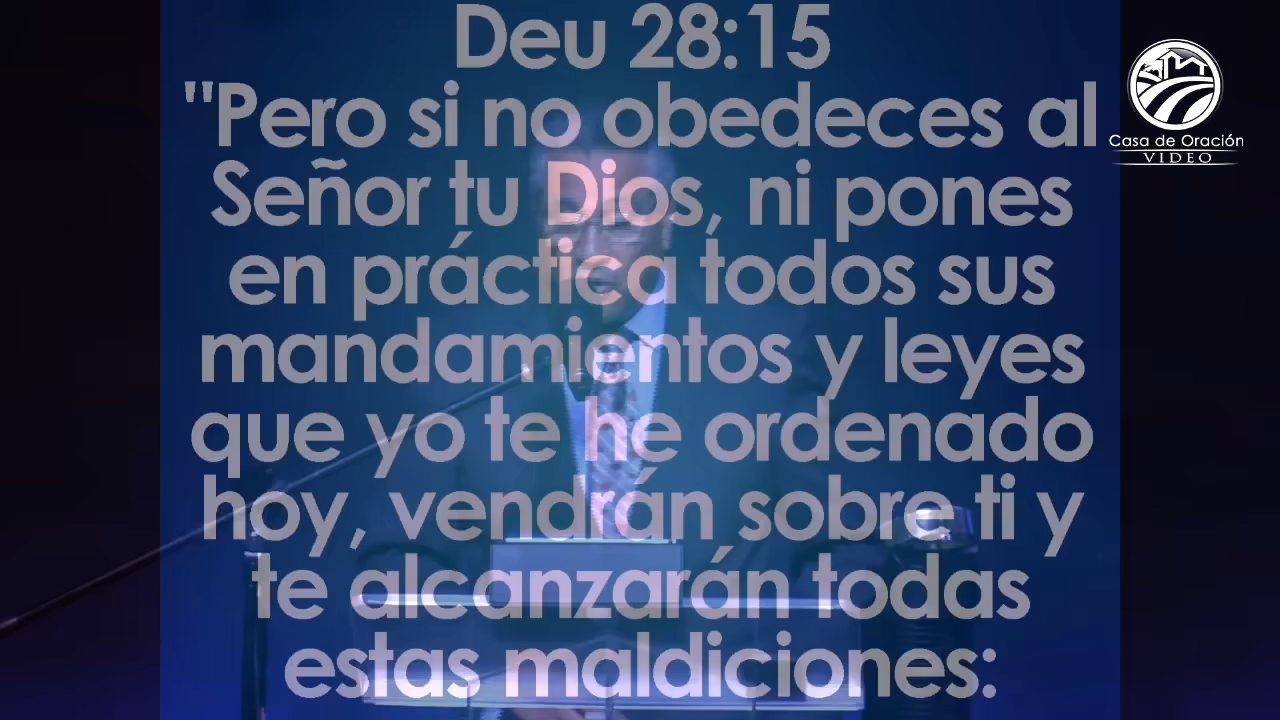 Deu 28:15
"Pero si no obedeces al
Señor tu Dios, ni pones
en práctica todos sus
mandamientos y leyes
que yo te he ordenado
hoy, vendrán sobre ti y
te alcanzarán todas
estas maldiciones:
Casa de Oración
VIDEO